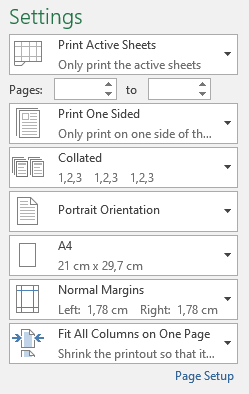 Settings
Print Active Sheets
Only print the active sheets
Pages: to
Print One Sided
Only print on one side of th...
Collated
1,2,3 1,2,3 1,2,3
Portrait Orientation
A4
21 cm x 29,7 cm
Normal Margins
Left: 1,78 cm Right: 1,78 cm
Fit All Columns on One Page
Shrink the printout so that it...
Page Setup